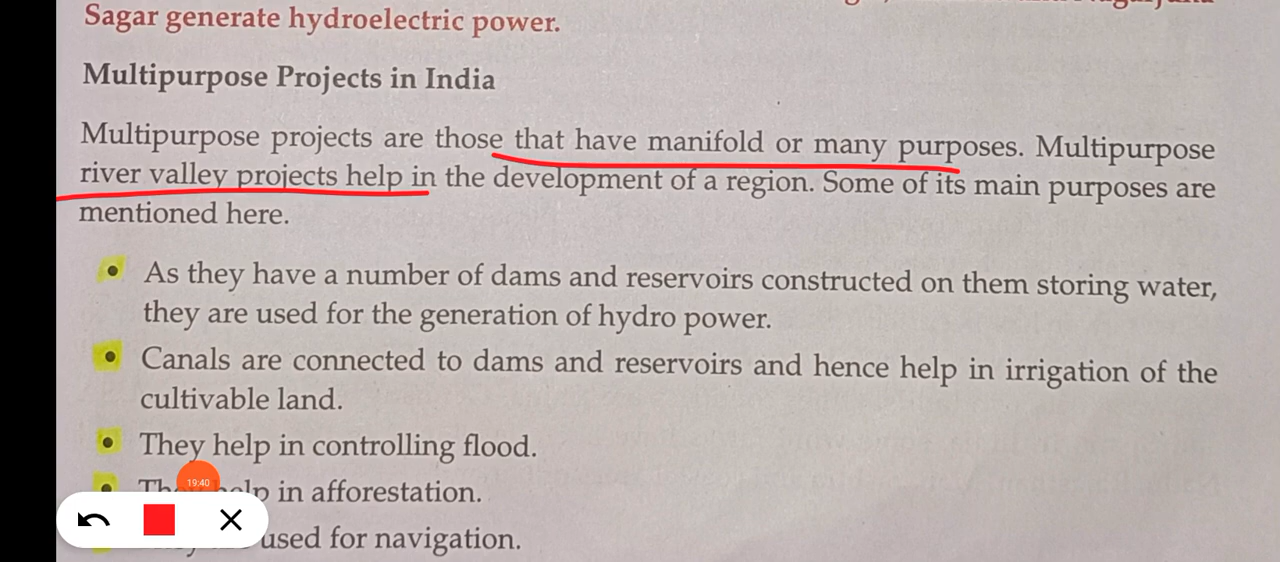 Sagar generate hydroelectric power.
Multipurpose Projects in India
Multipurpose projects are those that have manifold or many purposes. Multipurpose
river valley projects help in the development of a region. Some of its main purposes are
mentioned here.
• As they have a number of dams and reservoirs constructed on them storing water,
they are used for the generation of hydro power.
• Canals are connected to dams and reservoirs and hence help in irrigation of the
cultivable land.
• They help in controlling flood.
• in afforestation.
used for navigation.
19:40